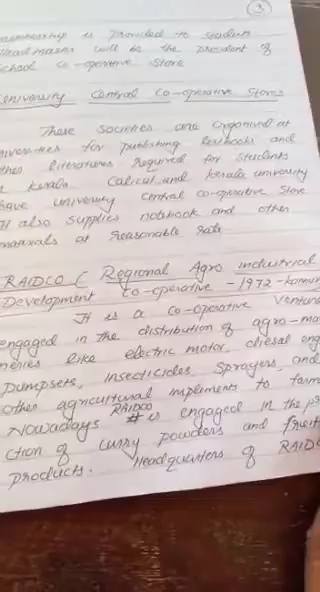 3
membership is provided to students
Headmaster will be the president of
school co-operative store
University Central Co-operative Stores
These societies are organised at
universities for publishing textbooks and
other literatures required for students
Kerala. Calicut and Kerala university
have university central co-operative store
It also supplies notebook and other
materials at reasonable rate
RAIDCO ( Regional Agro industrial
Development Co-operative - 1972 -
It is a co-operative venture
engaged in the distribution of agro-
like electric motor, diesal
Pumpsets, Insecticides, Sprayers, and
other agricultural implements to
Nowadays RAIDCO is engaged in the
ction of curry powders and fruit
products. Headquarters of RAIDC